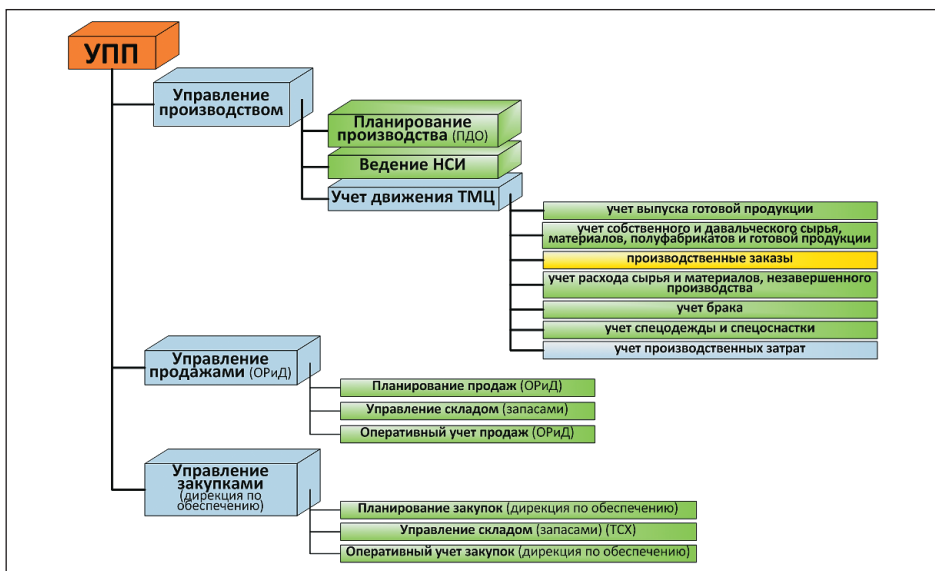 УПП
Управление
производством
Планирование
производства (ПДО)
Ведение НСИ
Учет движения ТМЦ
учет выпуска готовой продукции
учет собственного и давальческого сырья,
материалов, полуфабрикатов и готовой продукции
производственные заказы
учет расхода сырья и материалов, незавершенного
производства
учет брака
учет спецодежды и спецоснастки
учет производственных затрат
Управление
продажами (ОРиД)
Планирование продаж (ОРиД)
Управление складом (запасами)
Оперативный учет продаж (ОРиД)
Управление
закупками
(дирекция по
обеспечению)
Планирование закупок (дирекция по обеспечению)
Управление складом (запасами) (ТСХ)
Оперативный учет закупок (дирекция по обеспечению)